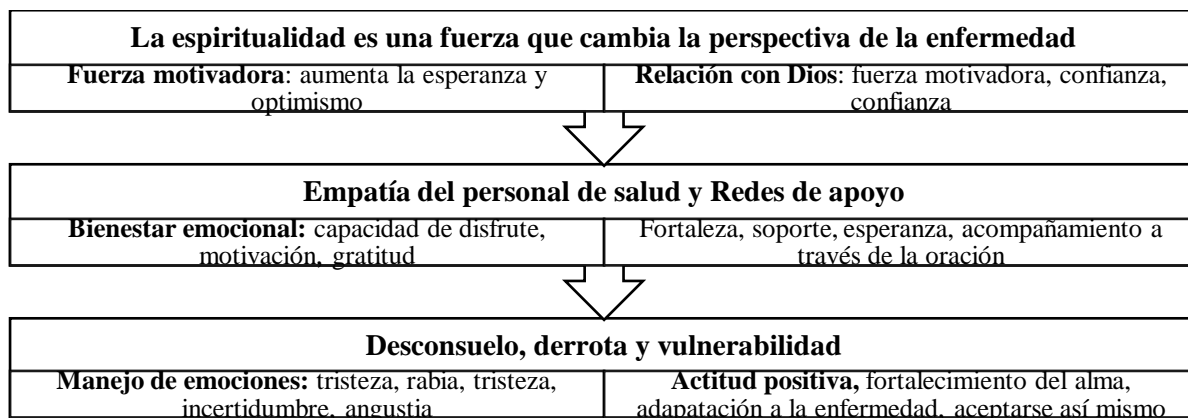 La espiritualidad es una fuerza que cambia la perspectiva de la enfermedad
Fuerza motivadora: aumenta la esperanza y
optimismo
Relación con Dios: fuerza motivadora, confianza,
confianza
Empatía del personal de salud y Redes de apoyo
Bienestar emocional: capacidad de disfrute,
motivación, gratitud
Fortaleza, soporte, esperanza, acompañamiento a
través de la oración
Desconsuelo, derrota y vulnerabilidad
Manejo de emociones: tristeza, rabia, tristeza,
incertidumbre, angustia
Actitud positiva, fortalecimiento del alma,
adapatación a la enfermedad, aceptarse así mismo